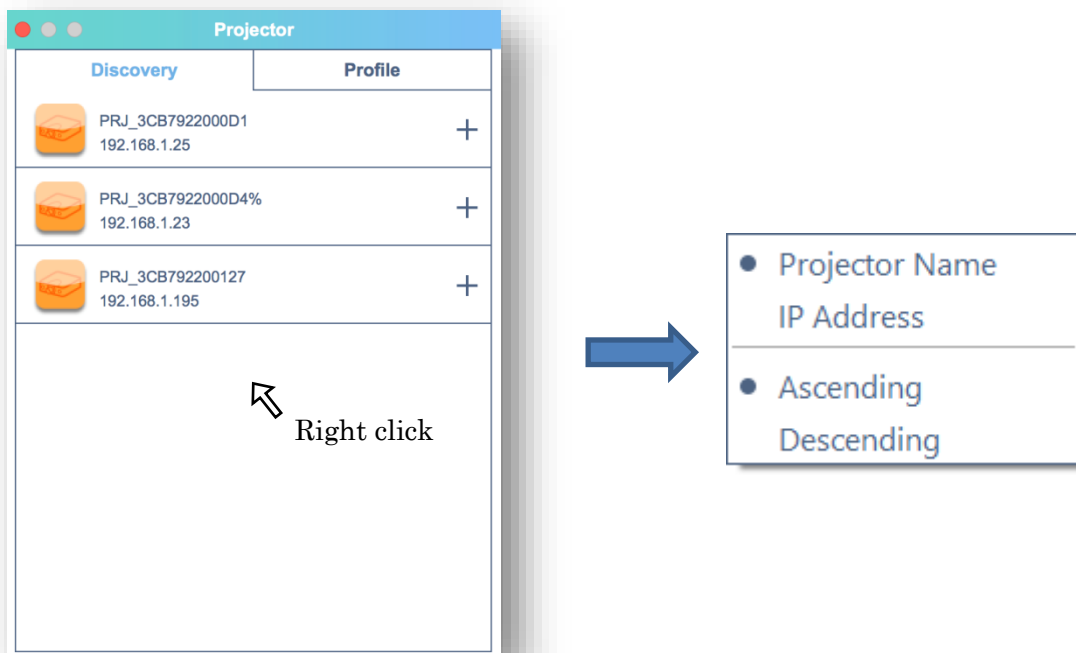 Projector
Discovery Profile
PRJ_3CB7922000D1
192.168.1.25
PRJ_3CB7922000D4%
192.168.1.23
PRJ_3CB792200127
192.168.1.195
Right click
Projector Name
IP Address
Ascending
Descending